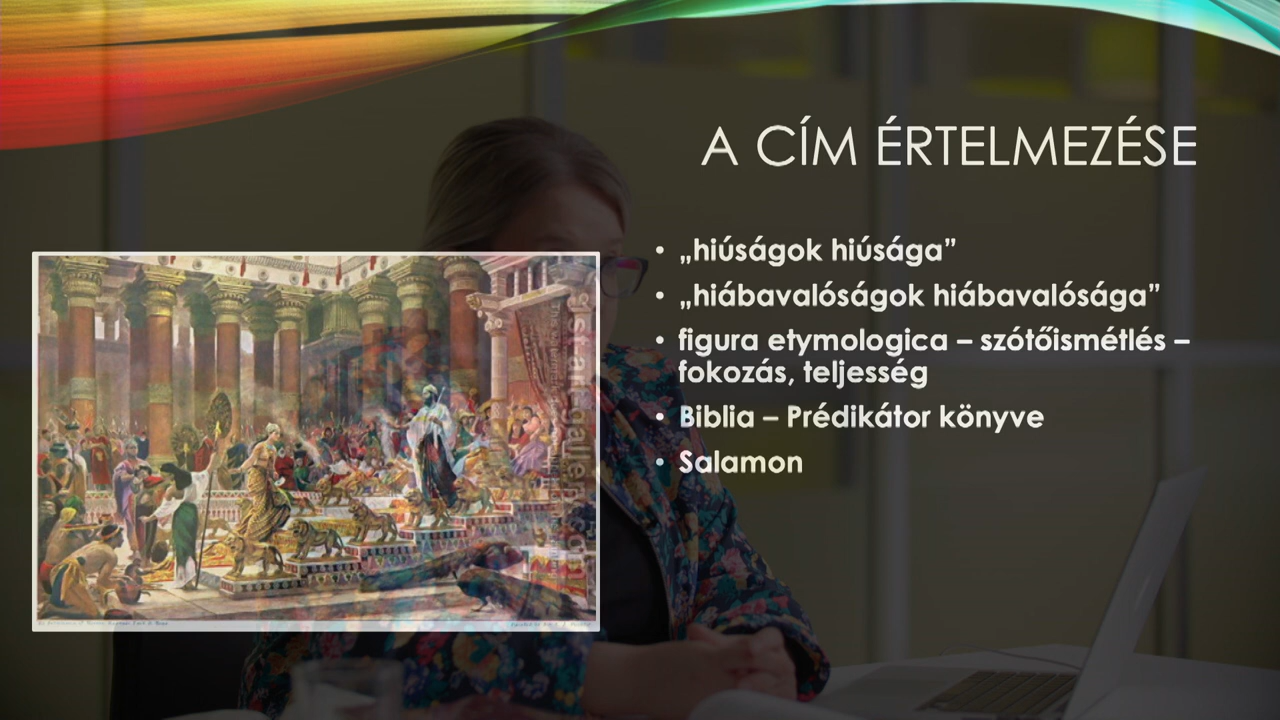 A CÍM ÉRTELMEZÉSE
• „hiúságok hiúsága”
• „hiábavalóságok hiábavalósága”
• figura etymologica – szótőismétlés –
fokozás, teljesség
• Biblia – Prédikátor könyve
• Salamon